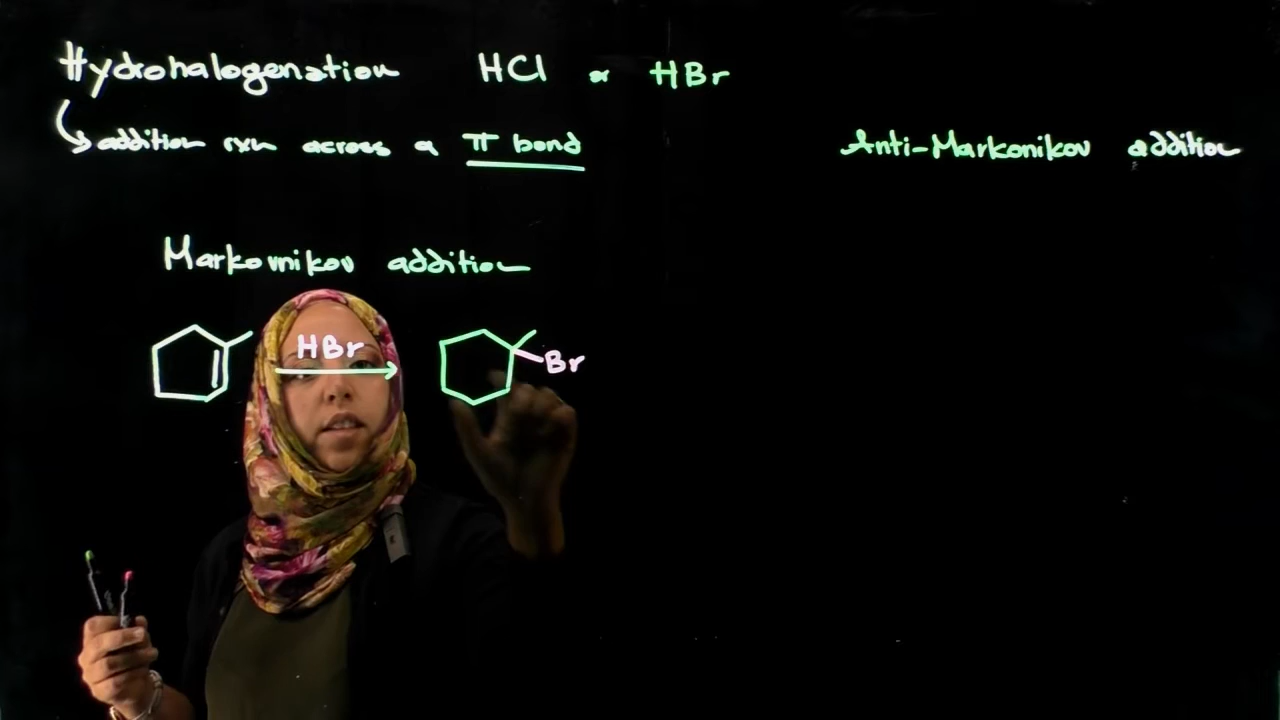 Hydrohalogenation HCl or HBr
addition rxn across a π bond
Anti-Markonikov addition
Markovnikov addition
HBr
Br